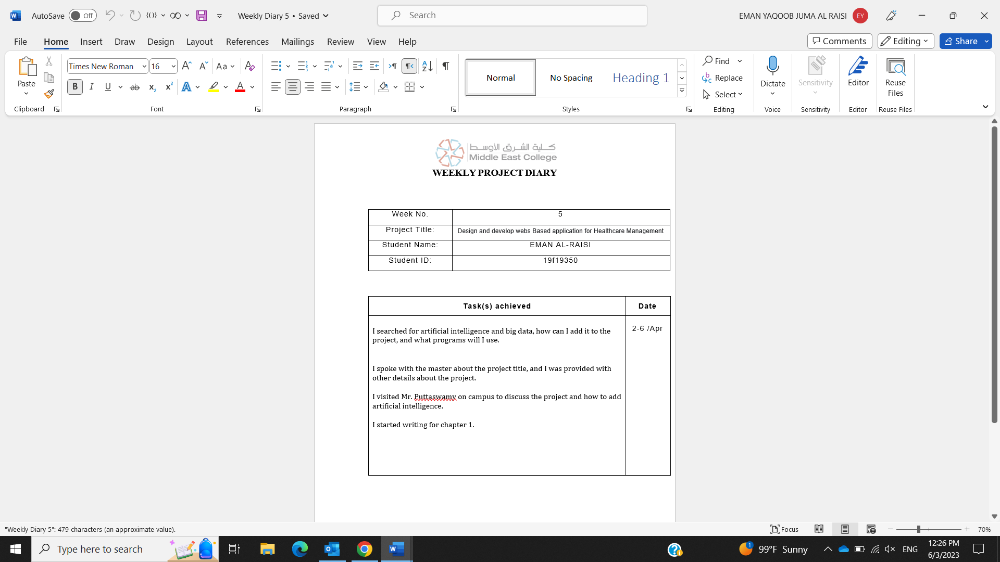 AutoSave Off Weekly Diary 5 • Saved Search EMAN YAQOOB JUMA AL RAISI EY
File Home Insert Draw Design Layout References Mailings Review View Help Comments Editing Share
Paste
Times New Roman 16 Aa
B I U ab x₂ x² A A
A Z ¶
Normal No Spacing Heading 1
Find
Replace
Select
Dictate
Sensitivity
Editor
Reuse
Files
Clipboard Font Paragraph Styles Editing Voice Sensitivity Editor Reuse Files
كلية الشرق الأوسط
Middle East College
WEEKLY PROJECT DIARY
Week No. 5
Project Title: Design and develop webs Based application for Healthcare Management
Student Name: EMAN AL-RAISI
Student ID: 19f19350
Task(s) achieved Date
I searched for artificial intelligence and big data, how can I add it to the 2-6 /Apr
project, and what programs will I use.
I spoke with the master about the project title, and I was provided with
other details about the project.
I visited Mr. Puttaswamy on campus to discuss the project and how to add
artificial intelligence.
I started writing for chapter 1.
"Weekly Diary 5": 479 characters (an approximate value). Focus 70%
Type here to search 1 99°F Sunny ENG 12:26 PM
6/3/2023